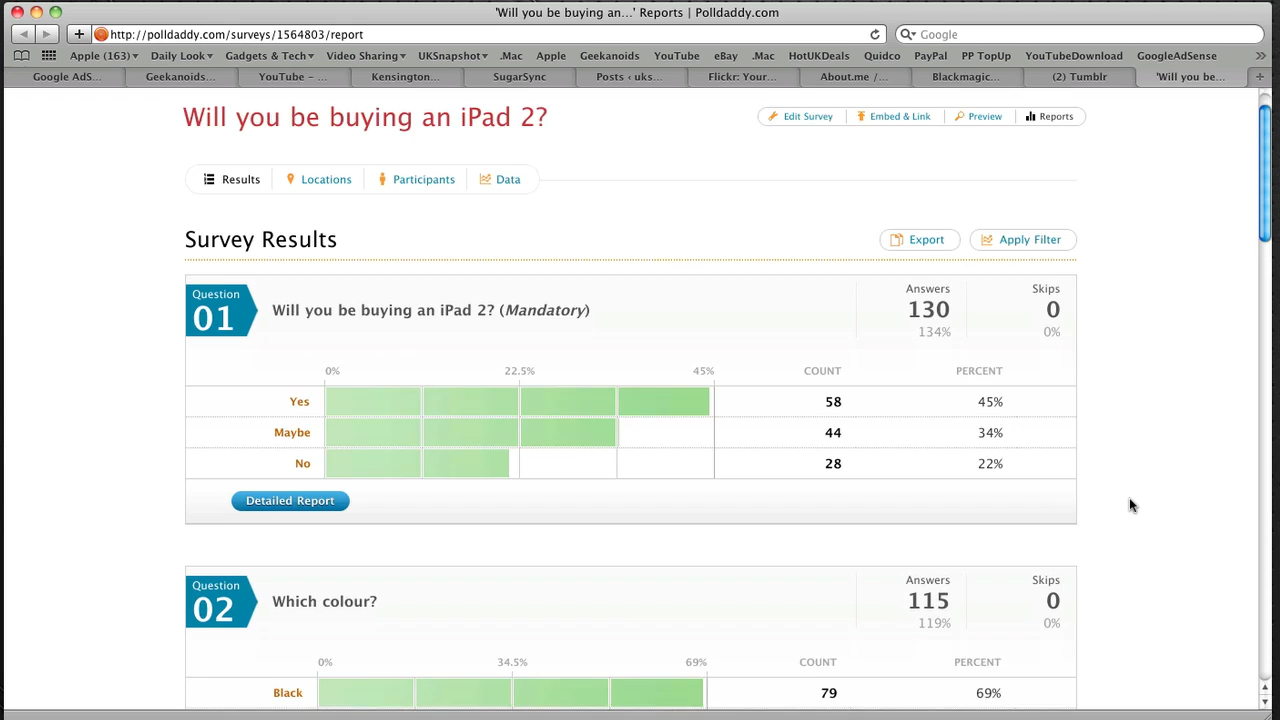 'Will you be buying an...' Reports | Polldaddy.com
http://polldaddy.com/surveys/1564803/report
Google
Apple (163) Daily Look Gadgets & Tech Video Sharing UKSnapshot .Mac Apple Geekanoids YouTube eBay .Mac HotUKDeals Quidco PayPal PP TopUp YouTubeDownload GoogleAdSense
Google AdS... Geekanoids... YouTube – ... Kensington... SugarSync Posts ‹ uks... Flickr: Your... About.me /... Blackmagic... (2) Tumblr 'Will you be...
Will you be buying an iPad 2?
Edit Survey Embed & Link Preview Reports
Results Locations Participants Data
Survey Results
Export Apply Filter
Question 01
Will you be buying an iPad 2? (Mandatory)
Answers 130 134%
Skips 0 0%
0% 22.5% 45% COUNT PERCENT
Yes 58 45%
Maybe 44 34%
No 28 22%
Detailed Report
Question 02
Which colour?
Answers 115 119%
Skips 0 0%
0% 34.5% 69% COUNT PERCENT
Black 79 69%